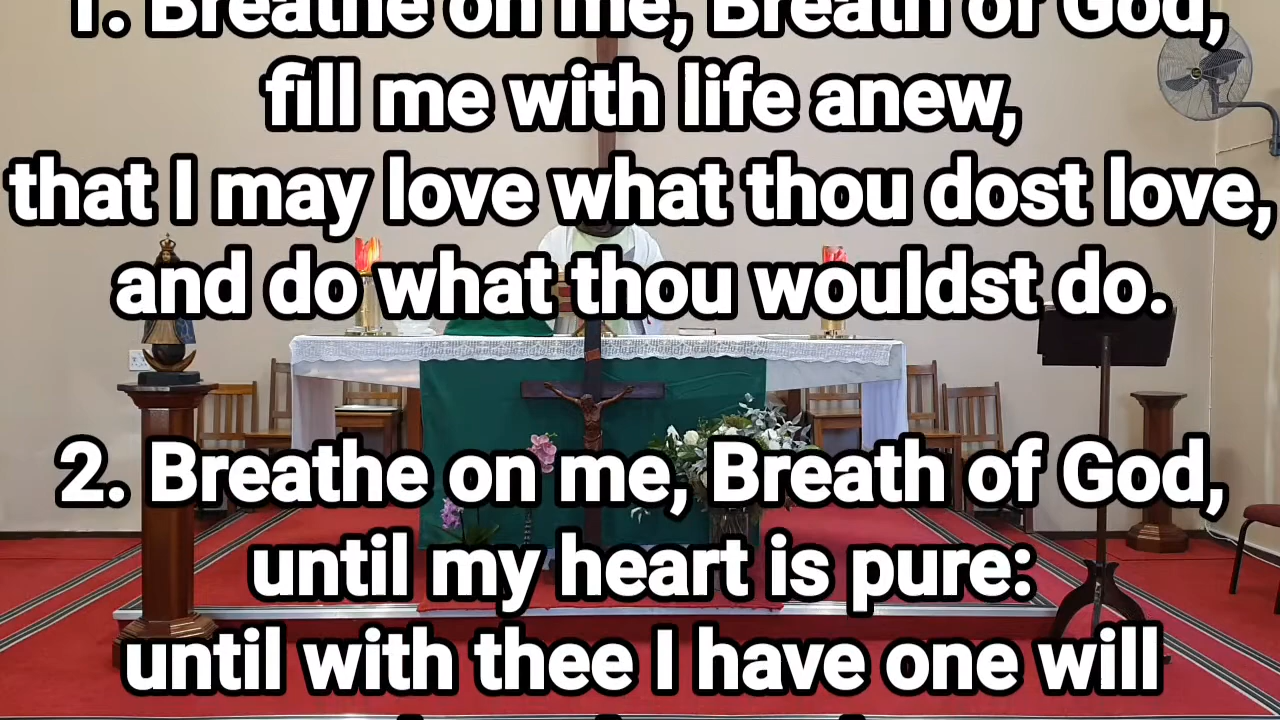 1. Breathe on me, Breath of God,
fill me with life anew,
that I may love what thou dost love,
and do what thou wouldst do.
2. Breathe on me, Breath of God,
until my heart is pure:
until with thee I have one will